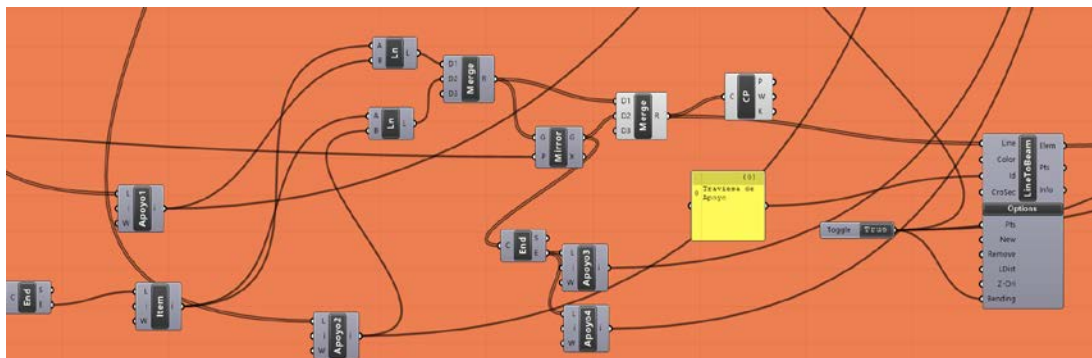 A
B
Ln
L
D1
D2
D3
Merge
R
A
B
Ln
L
G
P
Mirror
G
X
D1
D2
D3
Merge
R
C
CP
P
W
K
Line
Color
Id
CroSec
LineToBeam
Elem
Pts
Info
Options
Pts
New
Remove
LDist
Z-Ori
Bending
{0}
0 Traviesa de
Apoyo
Toggle True
L
i
W
Apoyo1
i
C
End
S
E
L
i
W
Apoyo3
i
L
i
W
Apoyo4
i
C
End
S
E
L
i
W
Item
i
L
i
W
Apoyo2
i